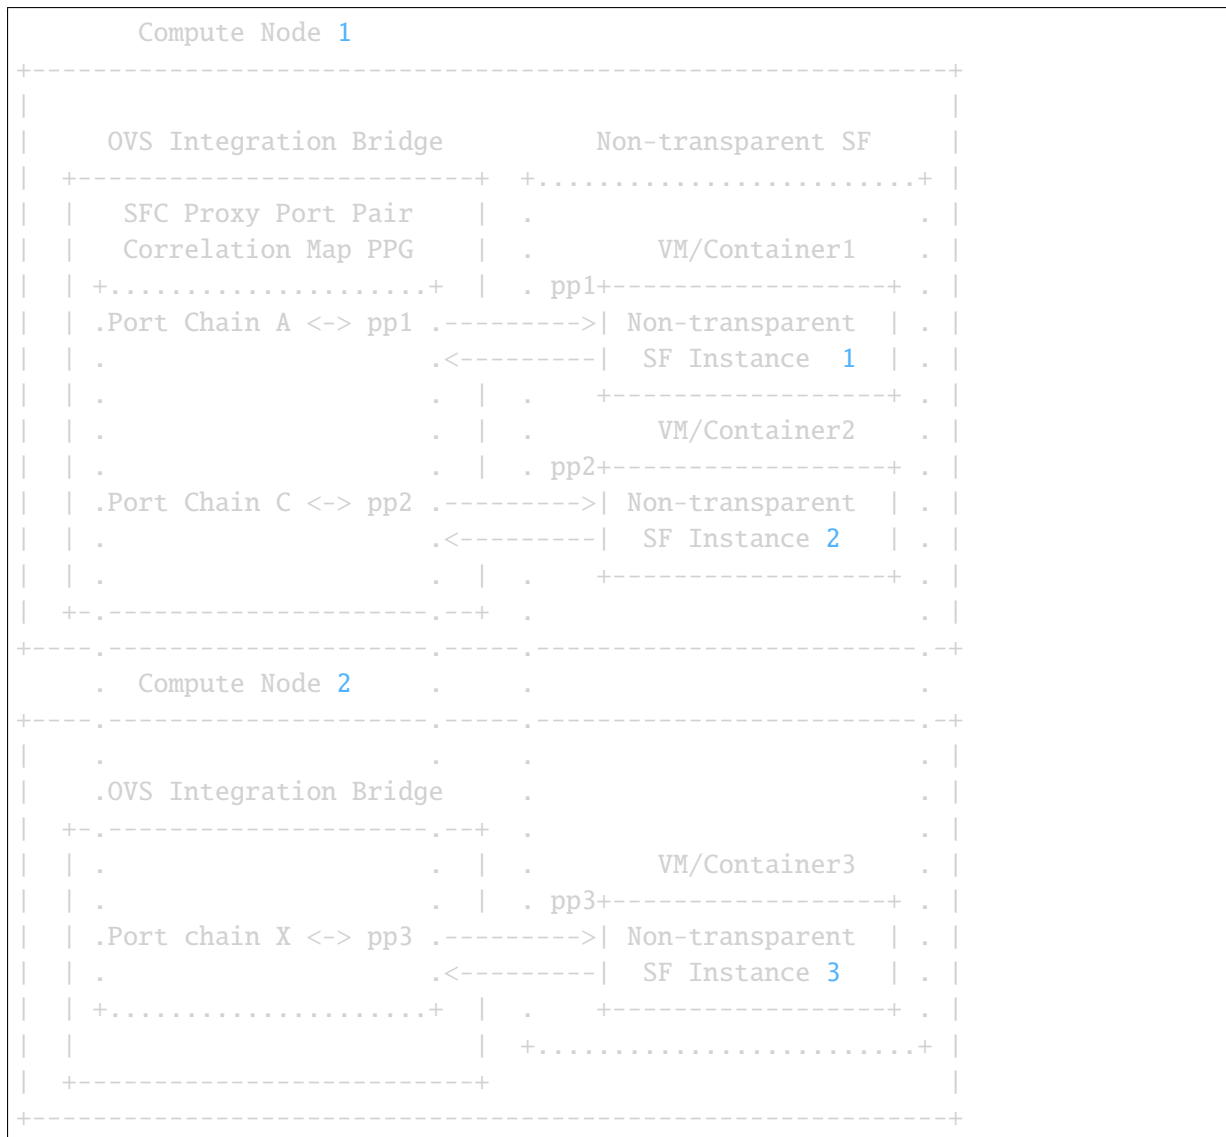 Compute Node 1
+------------------------------------------------------------+
|                                                            |
|     OVS Integration Bridge          Non-transparent SF     |
|  +--------------------------+  +.........................+ |
|  |   SFC Proxy Port Pair    |  .                         . |
|  |   Correlation Map PPG    |  .        VM/Container1    . |
|  | +.....................+  |  . pp1+------------------+ . |
|  | .Port Chain A <-> pp1 .--------->| Non-transparent  | . |
|  | .                     .<---------|  SF Instance  1  | . |
|  | .                     .  |  .    +------------------+ . |
|  | .                     .  |  .        VM/Container2    . |
|  | .                     .  |  . pp2+------------------+ . |
|  | .Port Chain C <-> pp2 .--------->| Non-transparent  | . |
|  | .                     .<---------|  SF Instance 2   | . |
|  | .                     .  |  .    +------------------+ . |
|  +-.---------------------.--+  .                         . |
+----.---------------------.-----.-------------------------.-+
     .  Compute Node 2     .     .                         .
+----.---------------------.-----.-------------------------.-+
|    .                     .     .                         . |
|    .OVS Integration Bridge     .                         . |
|  +-.---------------------.--+  .                         . |
|  | .                     .  |  .        VM/Container3    . |
|  | .                     .  |  . pp3+------------------+ . |
|  | .Port chain X <-> pp3 .--------->| Non-transparent  | . |
|  | .                     .<---------|  SF Instance 3   | . |
|  | +.....................+  |  .    +------------------+ . |
|  |                          |  +.........................+ |
|  +--------------------------+                              |
+------------------------------------------------------------+